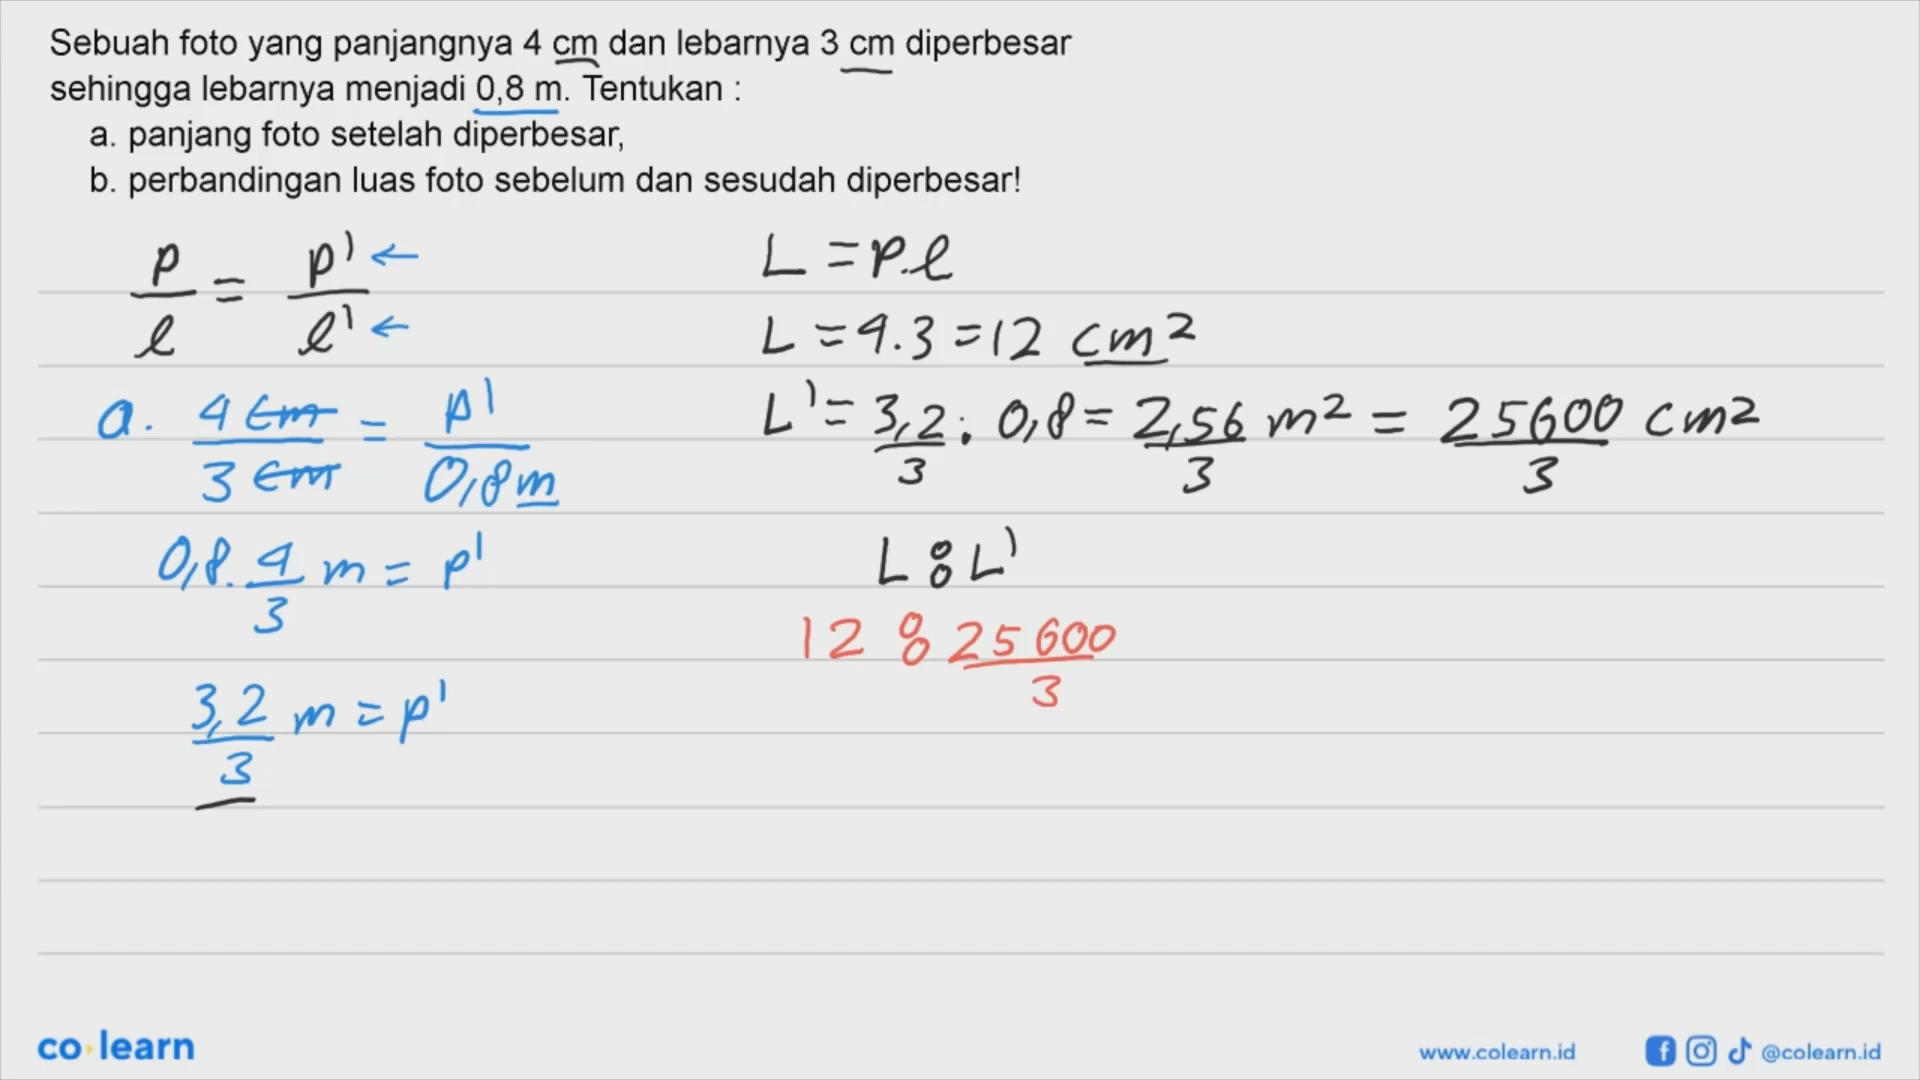 Sebuah foto yang panjangnya 4 cm dan lebarnya 3 cm diperbesar
sehingga lebarnya menjadi 0,8 m. Tentukan :
a. panjang foto setelah diperbesar,
b. perbandingan luas foto sebelum dan sesudah diperbesar!
p/l = p'/l'
a. 4 cm/3 cm = p'/0,8 m
0,8 . 4/3 m = p'
3,2/3 m = p'
L = p.l
L = 4.3 = 12 cm²
L' = 3,2/3 . 0,8 = 2,56/3 m² = 25600/3 cm²
L : L'
12 : 25600/3
co learn
www.colearn.id
@colearn.id